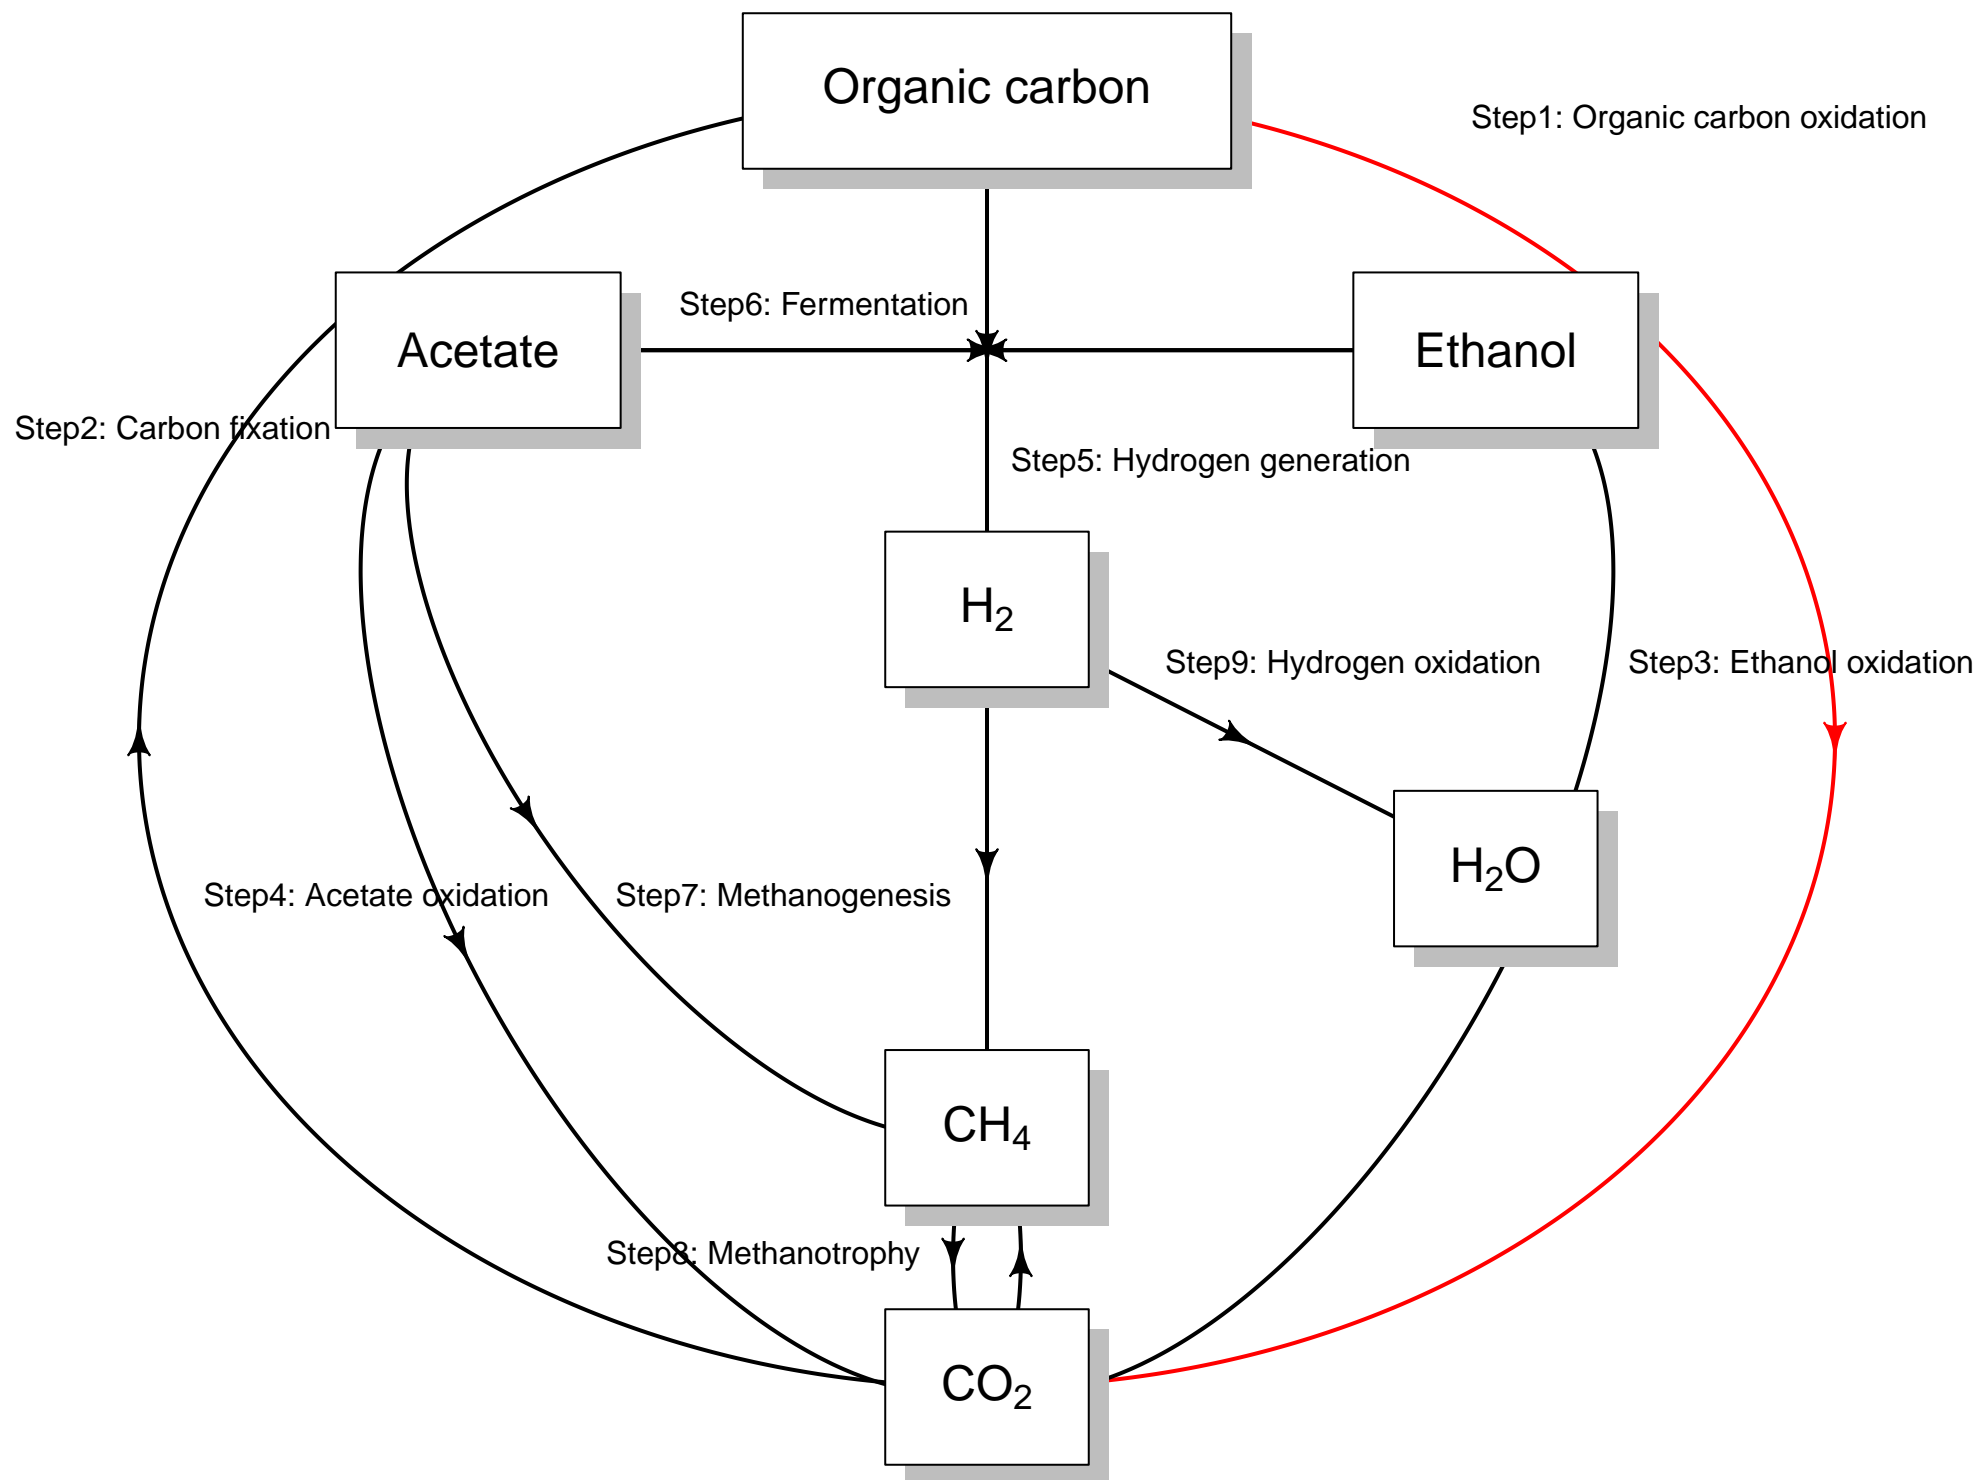 Organic carbon
Step1: Organic carbon oxidation
Step6: Fermentation
Acetate
Ethanol
Step2: Carbon fixation
Step5: Hydrogen generation
H₂
Step9: Hydrogen oxidation
Step3: Ethanol oxidation
H₂O
Step4: Acetate oxidation
Step7: Methanogenesis
CH₄
Step8: Methanotrophy
CO₂